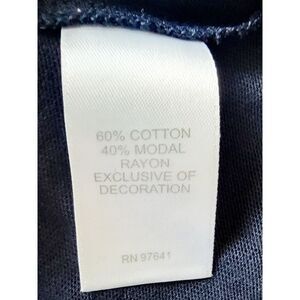 60% COTTON
40% MODAL
RAYON
EXCLUSIVE OF
DECORATION
RN 97641